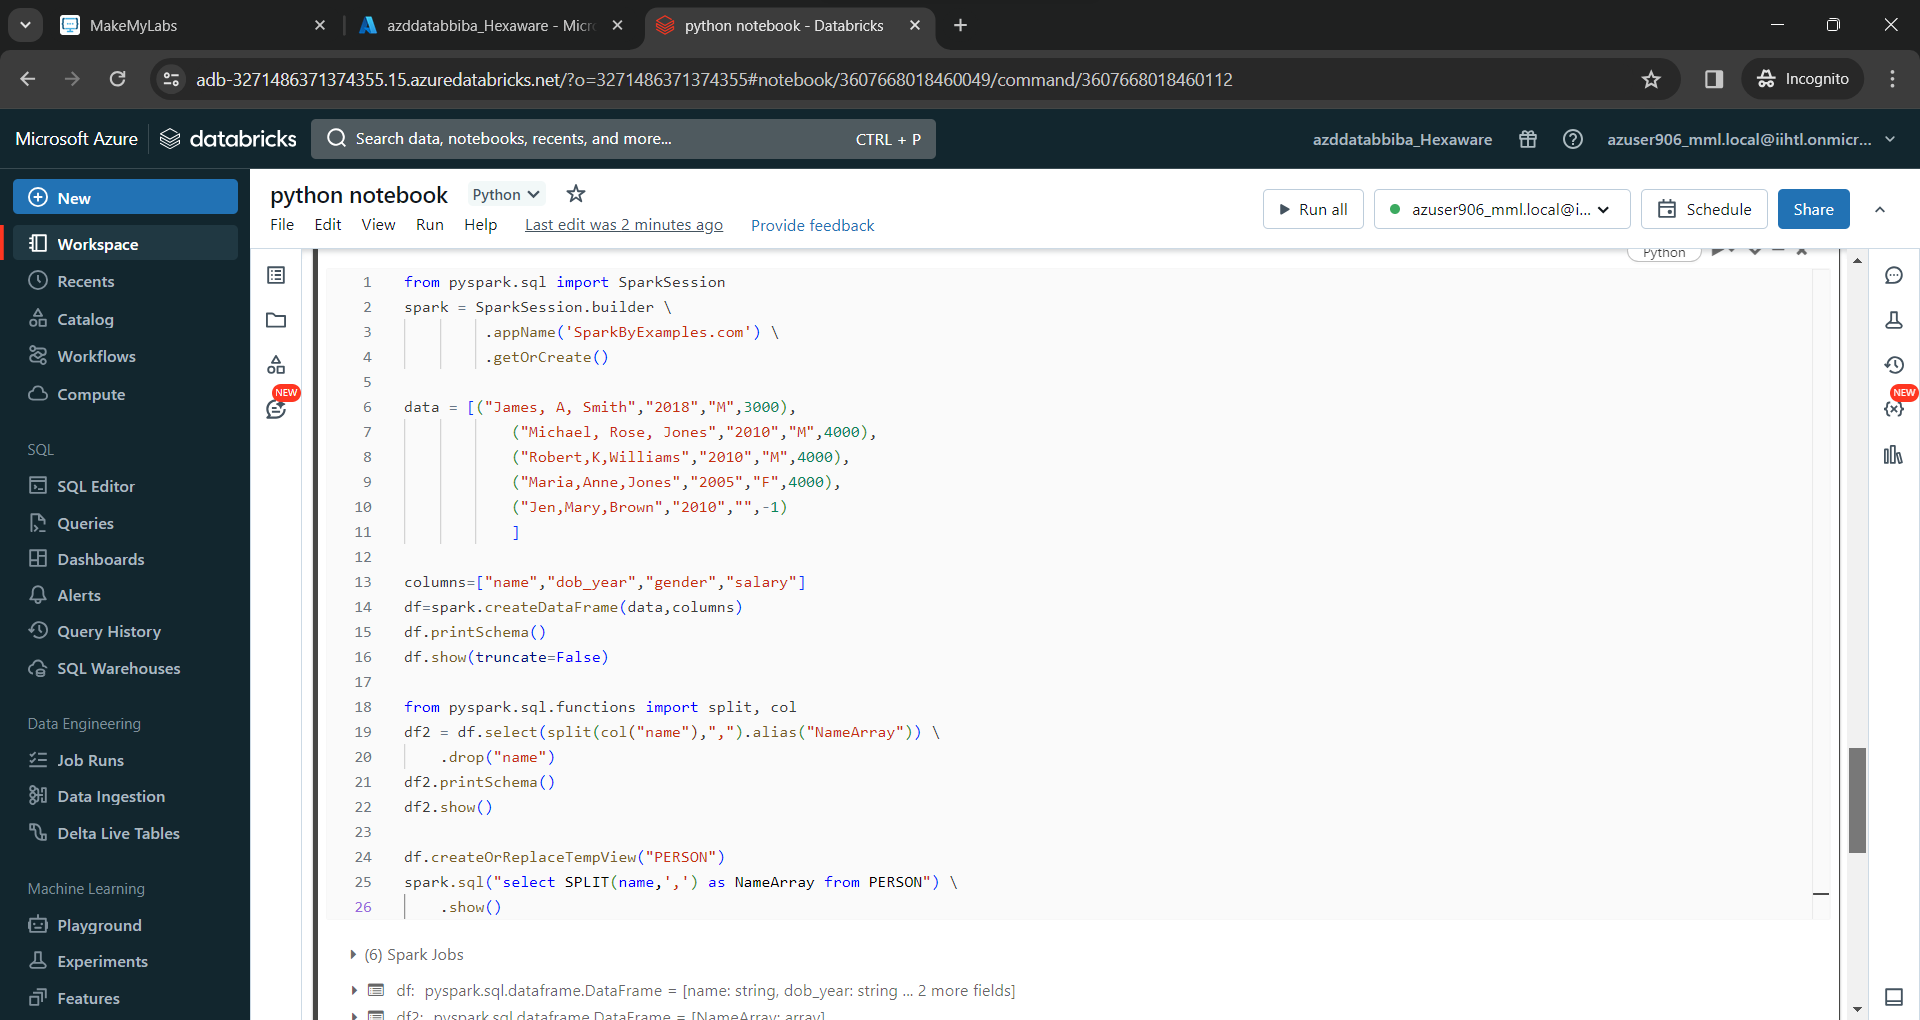 MakeMyLabs
azddatabbiba_Hexaware - Micr
python notebook - Databricks
adb-3271486371374355.15.azuredatabricks.net/?o=3271486371374355#notebook/3607668018460049/command/3607668018460112
Incognito
Microsoft Azure
databricks
Search data, notebooks, recents, and more...
CTRL + P
azddatabbiba_Hexaware
azuser906_mml.local@iihtl.onmicr...
New
Workspace
Recents
Catalog
Workflows
Compute
SQL
SQL Editor
Queries
Dashboards
Alerts
Query History
SQL Warehouses
Data Engineering
Job Runs
Data Ingestion
Delta Live Tables
Machine Learning
Playground
Experiments
Features
python notebook
Python
File Edit View Run Help Last edit was 2 minutes ago Provide feedback
Run all
azuser906_mml.local@i...
Schedule
Share
NEW
NEW
Python
1 from pyspark.sql import SparkSession
2 spark = SparkSession.builder \
3 .appName('SparkByExamples.com') \
4 .getOrCreate()
5
6 data = [("James, A, Smith","2018","M",3000),
7 ("Michael, Rose, Jones","2010","M",4000),
8 ("Robert,K,Williams","2010","M",4000),
9 ("Maria,Anne,Jones","2005","F",4000),
10 ("Jen,Mary,Brown","2010","",-1)
11 ]
12
13 columns=["name","dob_year","gender","salary"]
14 df=spark.createDataFrame(data,columns)
15 df.printSchema()
16 df.show(truncate=False)
17
18 from pyspark.sql.functions import split, col
19 df2 = df.select(split(col("name"),",").alias("NameArray")) \
20 .drop("name")
21 df2.printSchema()
22 df2.show()
23
24 df.createOrReplaceTempView("PERSON")
25 spark.sql("select SPLIT(name,',') as NameArray from PERSON") \
26 .show()
(6) Spark Jobs
df: pyspark.sql.dataframe.DataFrame = [name: string, dob_year: string ... 2 more fields]
df2: pyspark.sql.dataframe.DataFrame = [NameArray: array]